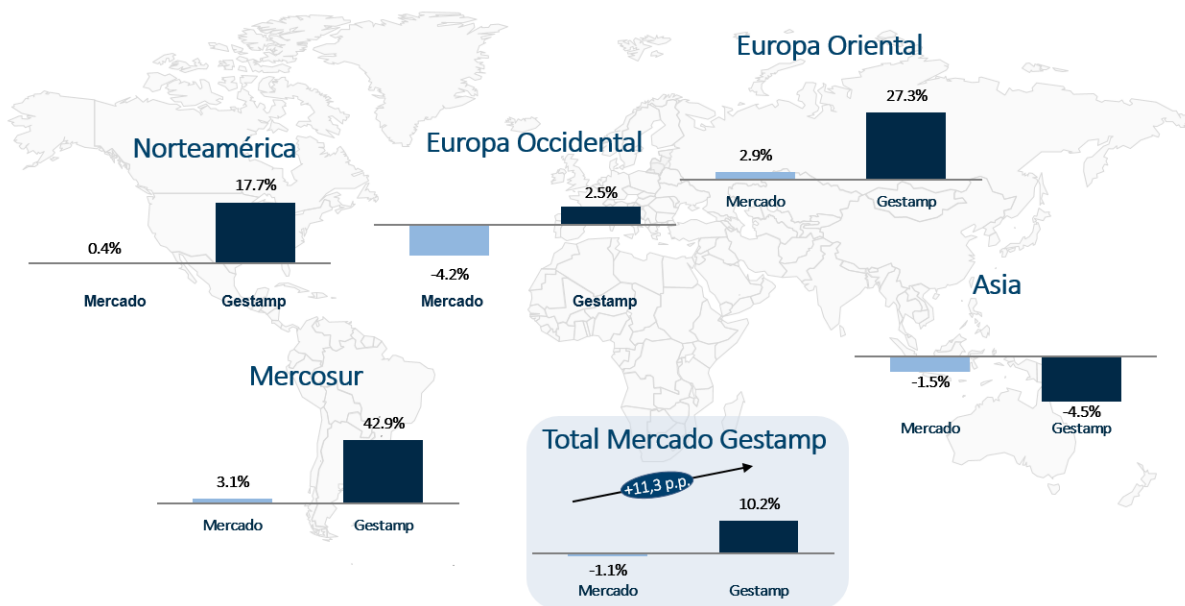 Norteamérica
17.7%
0.4%
Mercado Gestamp
Europa Occidental
2.5%
-4.2%
Mercado Gestamp
Europa Oriental
27.3%
2.9%
Mercado Gestamp
Asia
-1.5%
-4.5%
Mercado Gestamp
Mercosur
42.9%
3.1%
Mercado Gestamp
Total Mercado Gestamp
+11,3 p.p.
10.2%
-1.1%
Mercado Gestamp